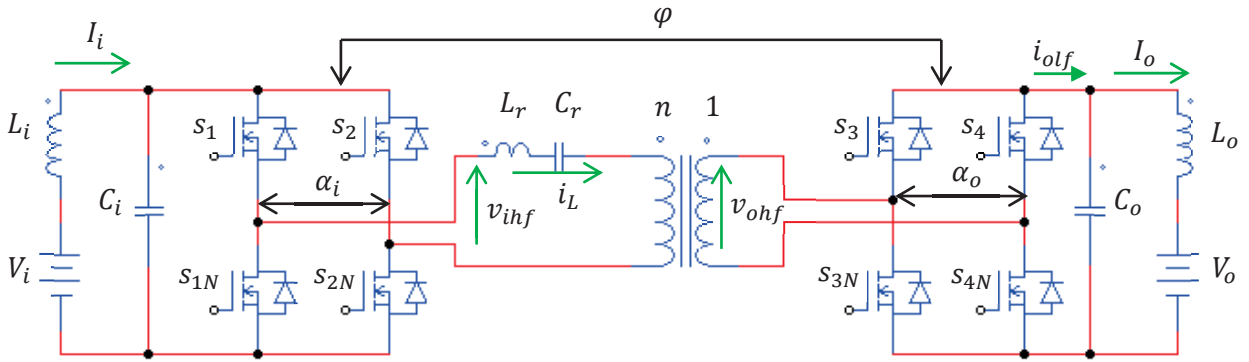 φ
I_i
i_olf
I_o
L_i
s_1
s_2
L_r
C_r
n
1
s_3
s_4
L_o
C_i
α_i
v_ihf
i_L
v_ohf
α_o
C_o
V_i
s_1N
s_2N
s_3N
s_4N
V_o